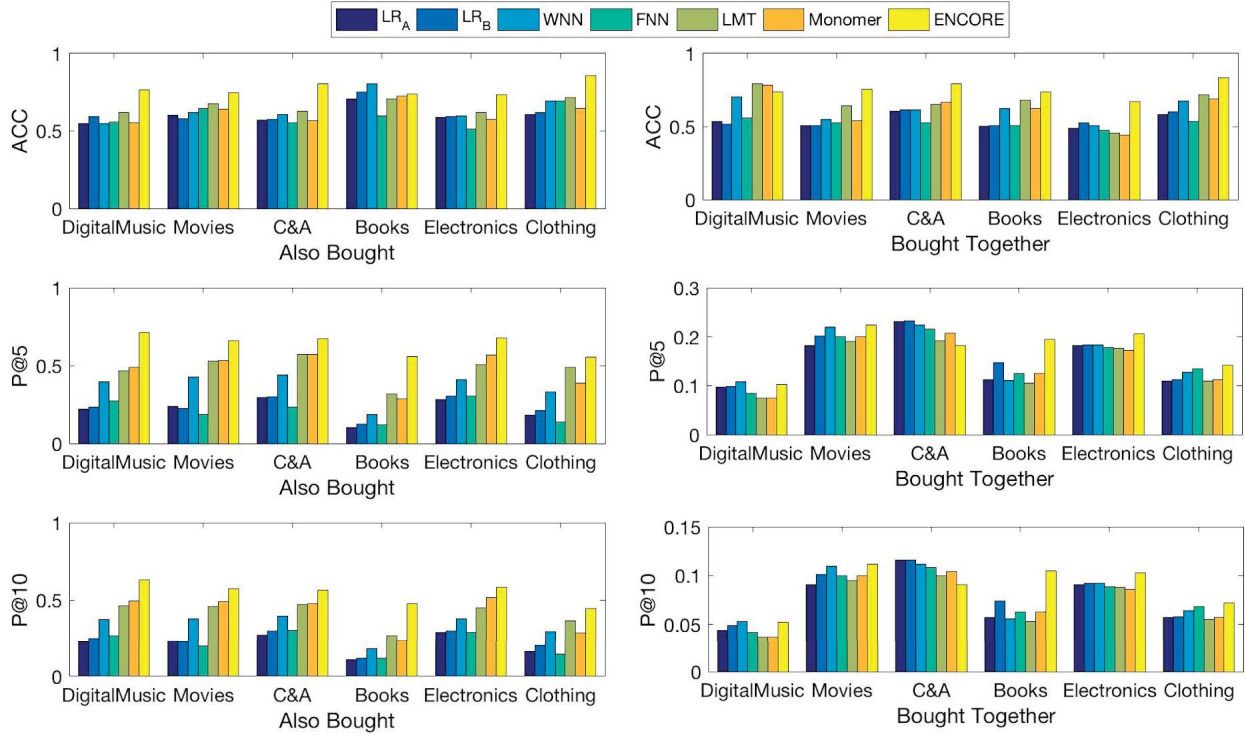 LR_A LR_B WNN FNN LMT Monomer ENCORE
ACC
1
0.5
0
DigitalMusic Movies C&A Books Electronics Clothing
Also Bought
ACC
1
0.5
0
DigitalMusic Movies C&A Books Electronics Clothing
Bought Together
P@5
1
0.5
0
DigitalMusic Movies C&A Books Electronics Clothing
Also Bought
P@5
0.3
0.2
0.1
0
DigitalMusic Movies C&A Books Electronics Clothing
Bought Together
P@10
1
0.5
0
DigitalMusic Movies C&A Books Electronics Clothing
Also Bought
P@10
0.15
0.1
0.05
0
DigitalMusic Movies C&A Books Electronics Clothing
Bought Together